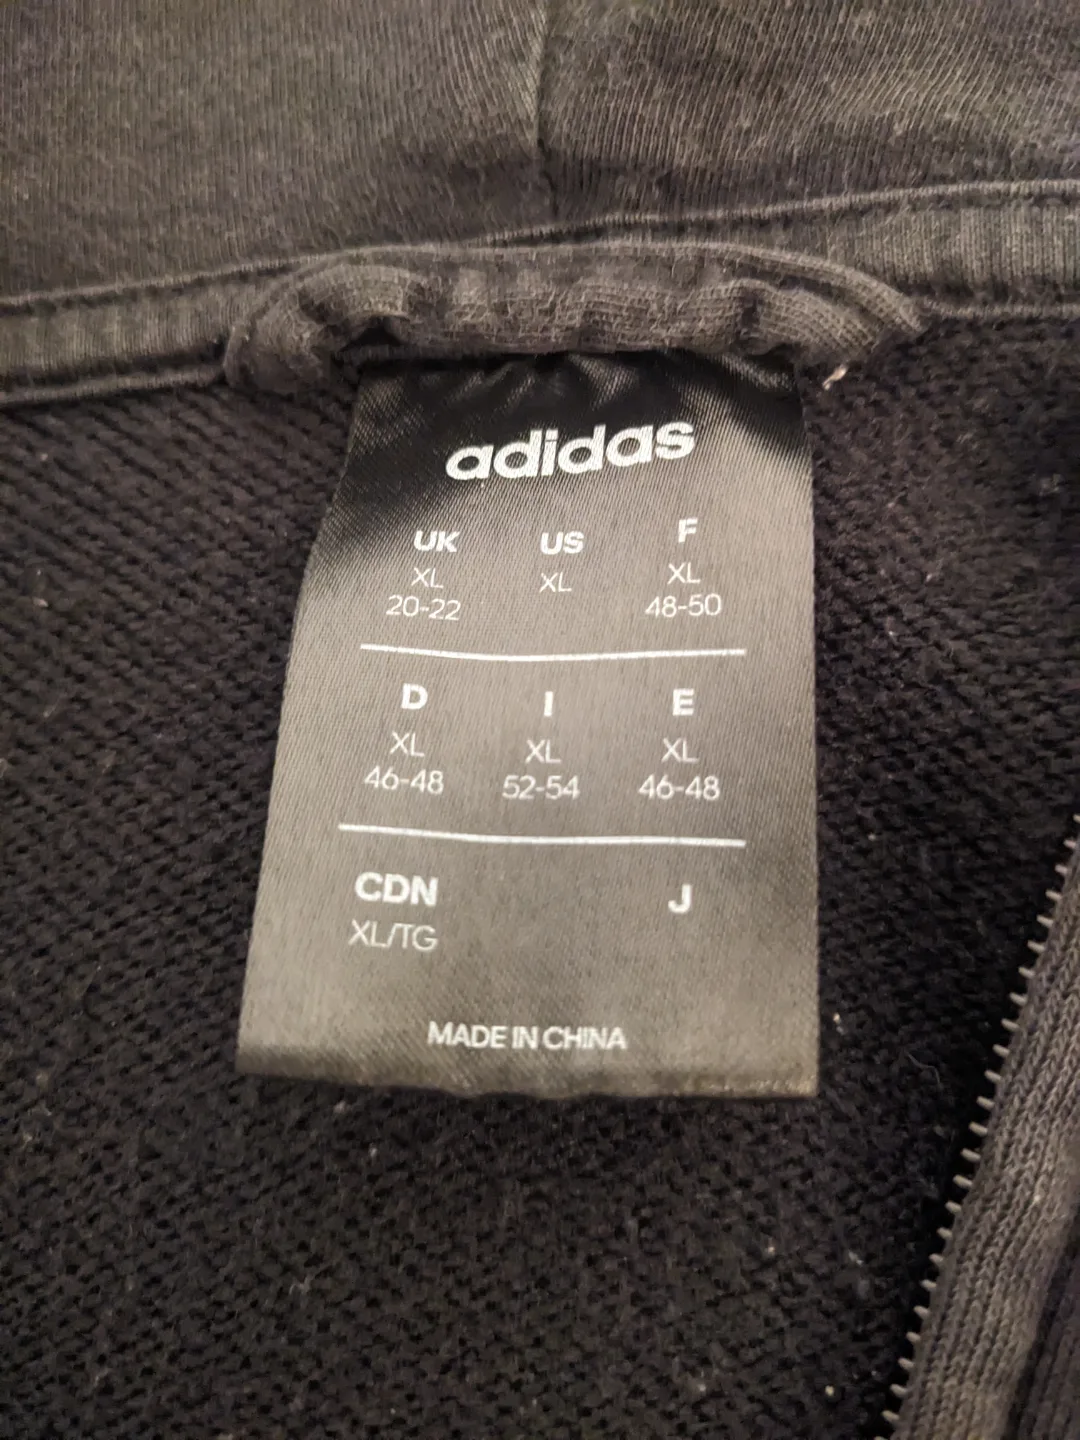 adidas
UK US F
XL XL XL
20-22 48-50
D I E
XL XL XL
46-48 52-54 46-48
CDN J
XL/TG
MADE IN CHINA